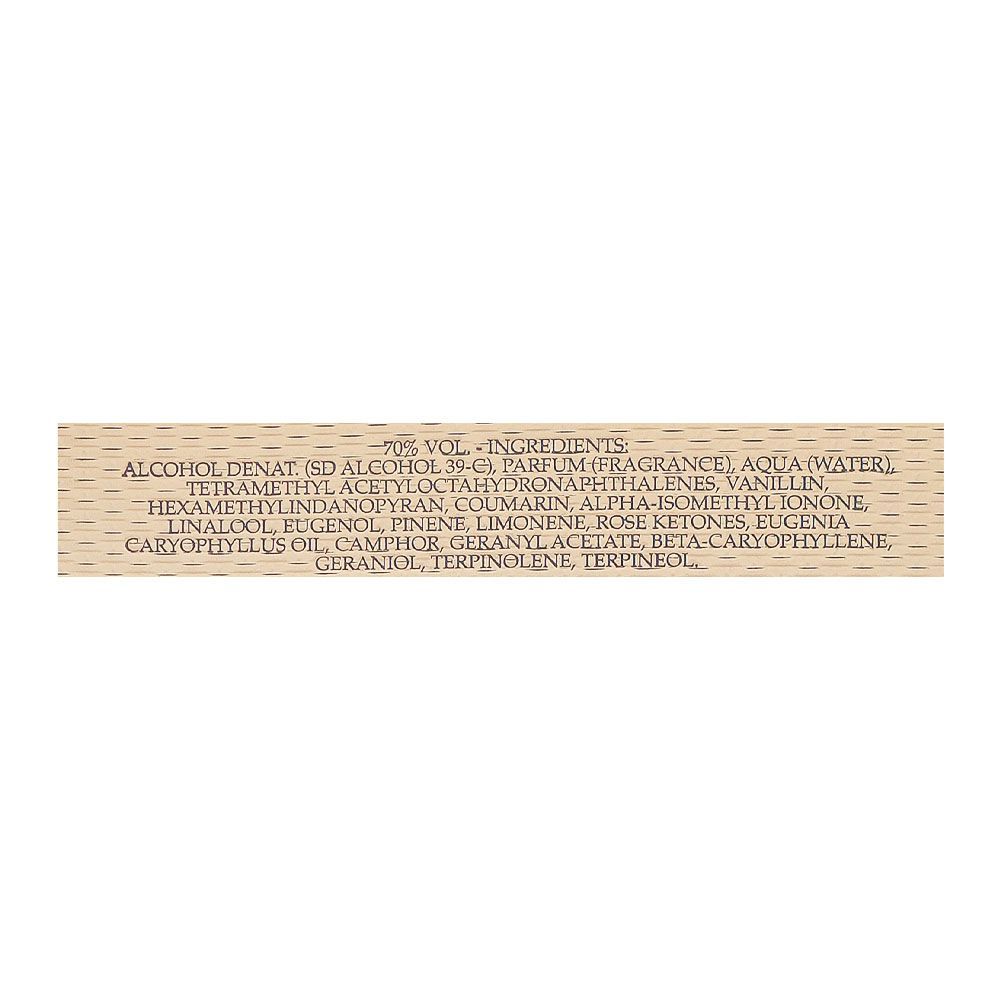 70% VOL. - INGREDIENTS:
ALCOHOL DENAT. (SD ALCOHOL 39-C), PARFUM (FRAGRANCE), AQUA (WATER),
TETRAMETHYL ACETYLOCTAHYDRONAPHTHALENES, VANILLIN,
HEXAMETHYLINDANOPYRAN, COUMARIN, ALPHA-ISOMETHYL IONONE,
LINALOOL, EUGENOL, PINENE, LIMONENE, ROSE KETONES, EUGENIA
CARYOPHYLLUS OIL, CAMPHOR, GERANYL ACETATE, BETA-CARYOPHYLLENE,
GERANIOL, TERPINOLENE, TERPINEOL.